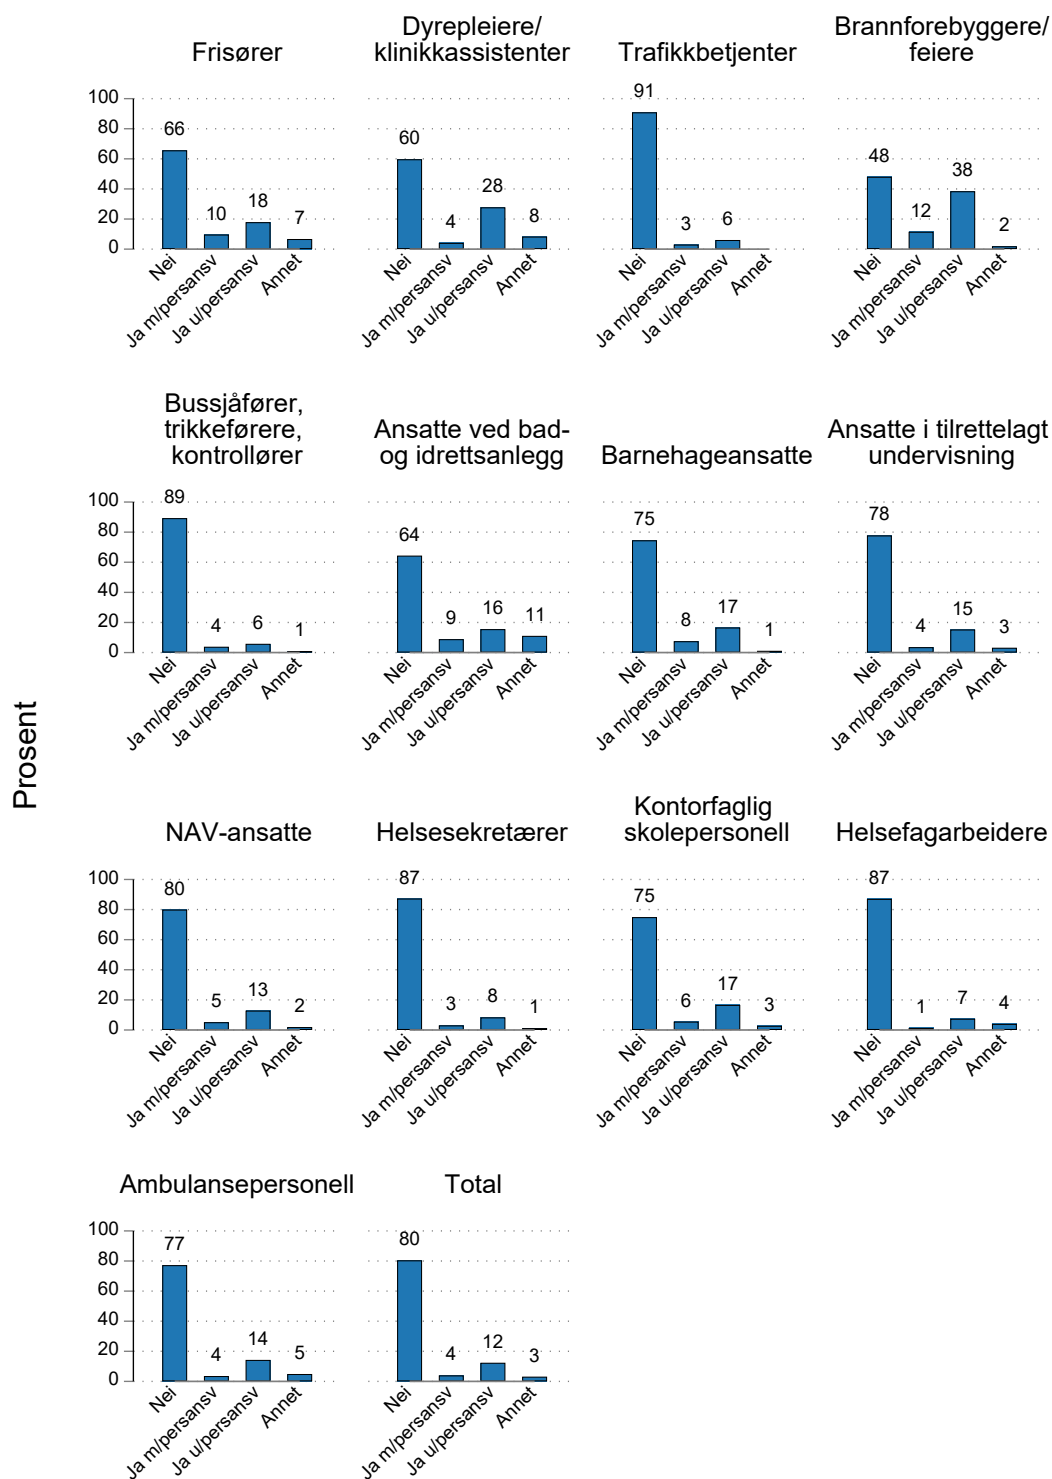 Prosent
Frisører
Dyrepleiere/
klinikkassistenter
Trafikkbetjenter
Brannforebyggere/
feiere
100
80
60
40
20
0
66
10
18
7
60
4
28
8
91
3
6
48
12
38
2
Nei
Ja m/persansv
Ja u/persansv
Annet
Nei
Ja m/persansv
Ja u/persansv
Annet
Nei
Ja m/persansv
Ja u/persansv
Annet
Nei
Ja m/persansv
Ja u/persansv
Annet
Bussjåfører,
trikkeførere,
kontrollører
Ansatte ved bad-
og idrettsanlegg
Barnehageansatte
Ansatte i tilrettelagt
undervisning
100
80
60
40
20
0
89
4
6
1
64
9
16
11
75
8
17
1
78
4
15
3
Nei
Ja m/persansv
Ja u/persansv
Annet
Nei
Ja m/persansv
Ja u/persansv
Annet
Nei
Ja m/persansv
Ja u/persansv
Annet
Nei
Ja m/persansv
Ja u/persansv
Annet
NAV-ansatte
Helsesekretærer
Kontorfaglig
skolepersonell
Helsefagarbeidere
100
80
60
40
20
0
80
5
13
2
87
3
8
1
75
6
17
3
87
1
7
4
Nei
Ja m/persansv
Ja u/persansv
Annet
Nei
Ja m/persansv
Ja u/persansv
Annet
Nei
Ja m/persansv
Ja u/persansv
Annet
Nei
Ja m/persansv
Ja u/persansv
Annet
Ambulansepersonell
Total
100
80
60
40
20
0
77
4
14
5
80
4
12
3
Nei
Ja m/persansv
Ja u/persansv
Annet
Nei
Ja m/persansv
Ja u/persansv
Annet